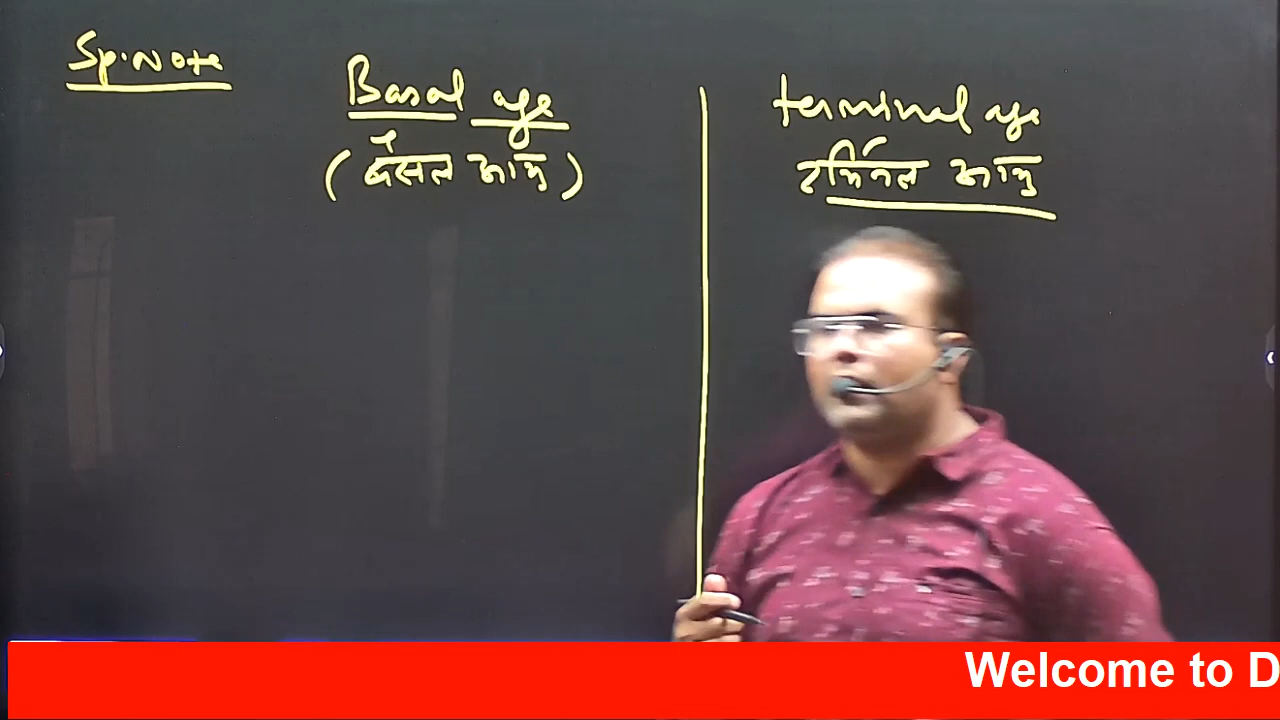 Sp. Note
Basal age
(बेसल आयु)
terminal age
टर्मिनल आयु
Welcome to D